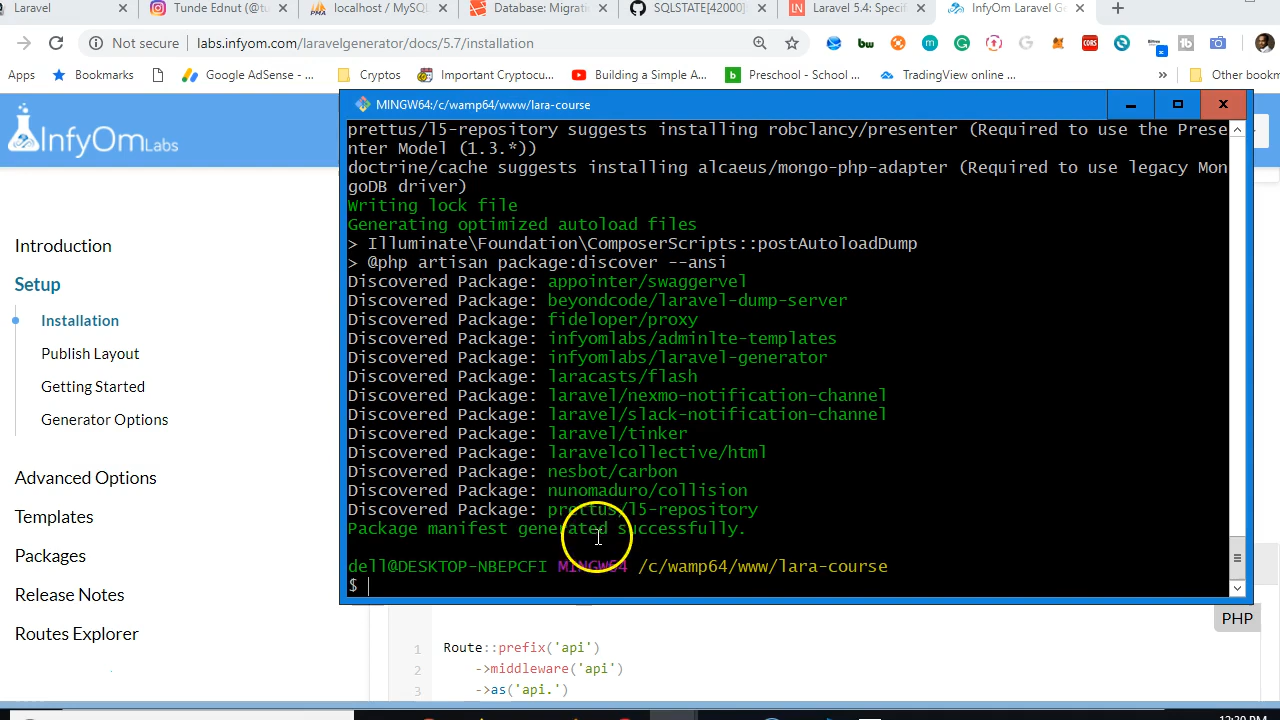 Laravel
Tunde Ednut (@tu
localhost / MySQL
Database: Migrati
SQLSTATE[42000]
Laravel 5.4: Specif
InfyOm Laravel Ge
Not secure
labs.infyom.com/laravelgenerator/docs/5.7/installation
Apps
Bookmarks
Google AdSense - ...
Cryptos
Important Cryptocu...
Building a Simple A...
Preschool - School ...
TradingView online ...
»
Other bookm
InfyOmLabs
Introduction
Setup
Installation
Publish Layout
Getting Started
Generator Options
Advanced Options
Templates
Packages
Release Notes
Routes Explorer
MINGW64:/c/wamp64/www/lara-course
prettus/l5-repository suggests installing robclancy/presenter (Required to use the Prese
nter Model (1.3.*))
doctrine/cache suggests installing alcaeus/mongo-php-adapter (Required to use legacy Mon
goDB driver)
Writing lock file
Generating optimized autoload files
> Illuminate\Foundation\ComposerScripts::postAutoloadDump
> @php artisan package:discover --ansi
Discovered Package: appointer/swaggervel
Discovered Package: beyondcode/laravel-dump-server
Discovered Package: fideloper/proxy
Discovered Package: infyomlabs/adminlte-templates
Discovered Package: infyomlabs/laravel-generator
Discovered Package: laracasts/flash
Discovered Package: laravel/nexmo-notification-channel
Discovered Package: laravel/slack-notification-channel
Discovered Package: laravel/tinker
Discovered Package: laravelcollective/html
Discovered Package: nesbot/carbon
Discovered Package: nunomaduro/collision
Discovered Package: prettus/l5-repository
Package manifest generated successfully.
dell@DESKTOP-NBEPCFI MINGW64 /c/wamp64/www/lara-course
$
PHP
1 Route::prefix('api')
2 ->middleware('api')
3 ->as('api.')
12:20 PM